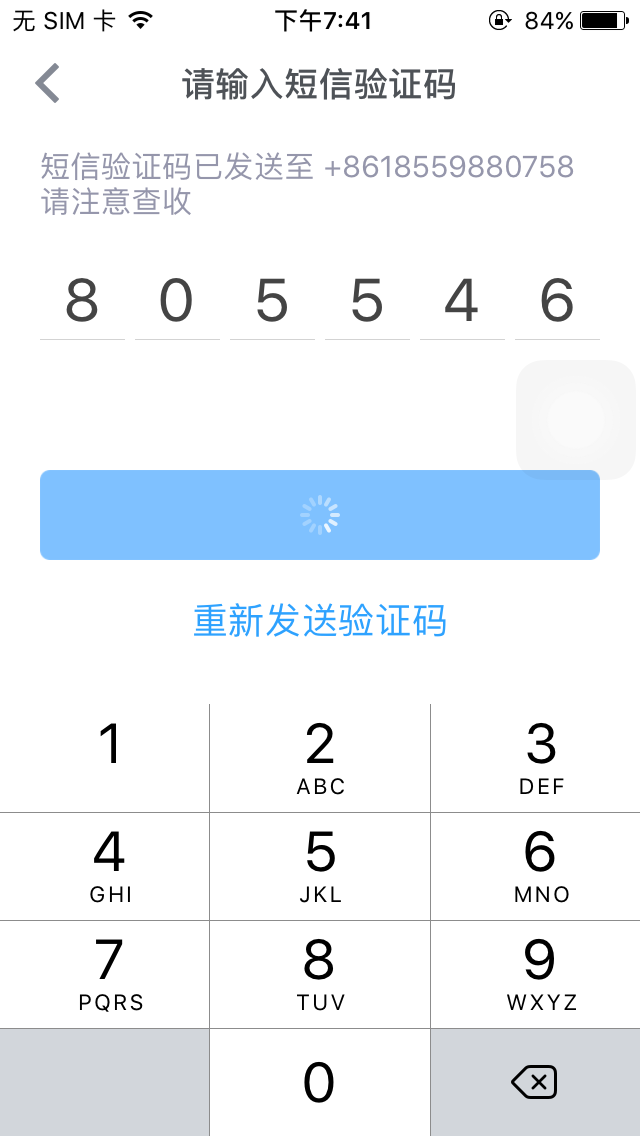 无 SIM 卡 下午7:41 84%
请输入短信验证码
短信验证码已发送至 +8618559880758
请注意查收
8 0 5 5 4 6
重新发送验证码
1 2 3
ABC DEF
4 5 6
GHI JKL MNO
7 8 9
PQRS TUV WXYZ
0